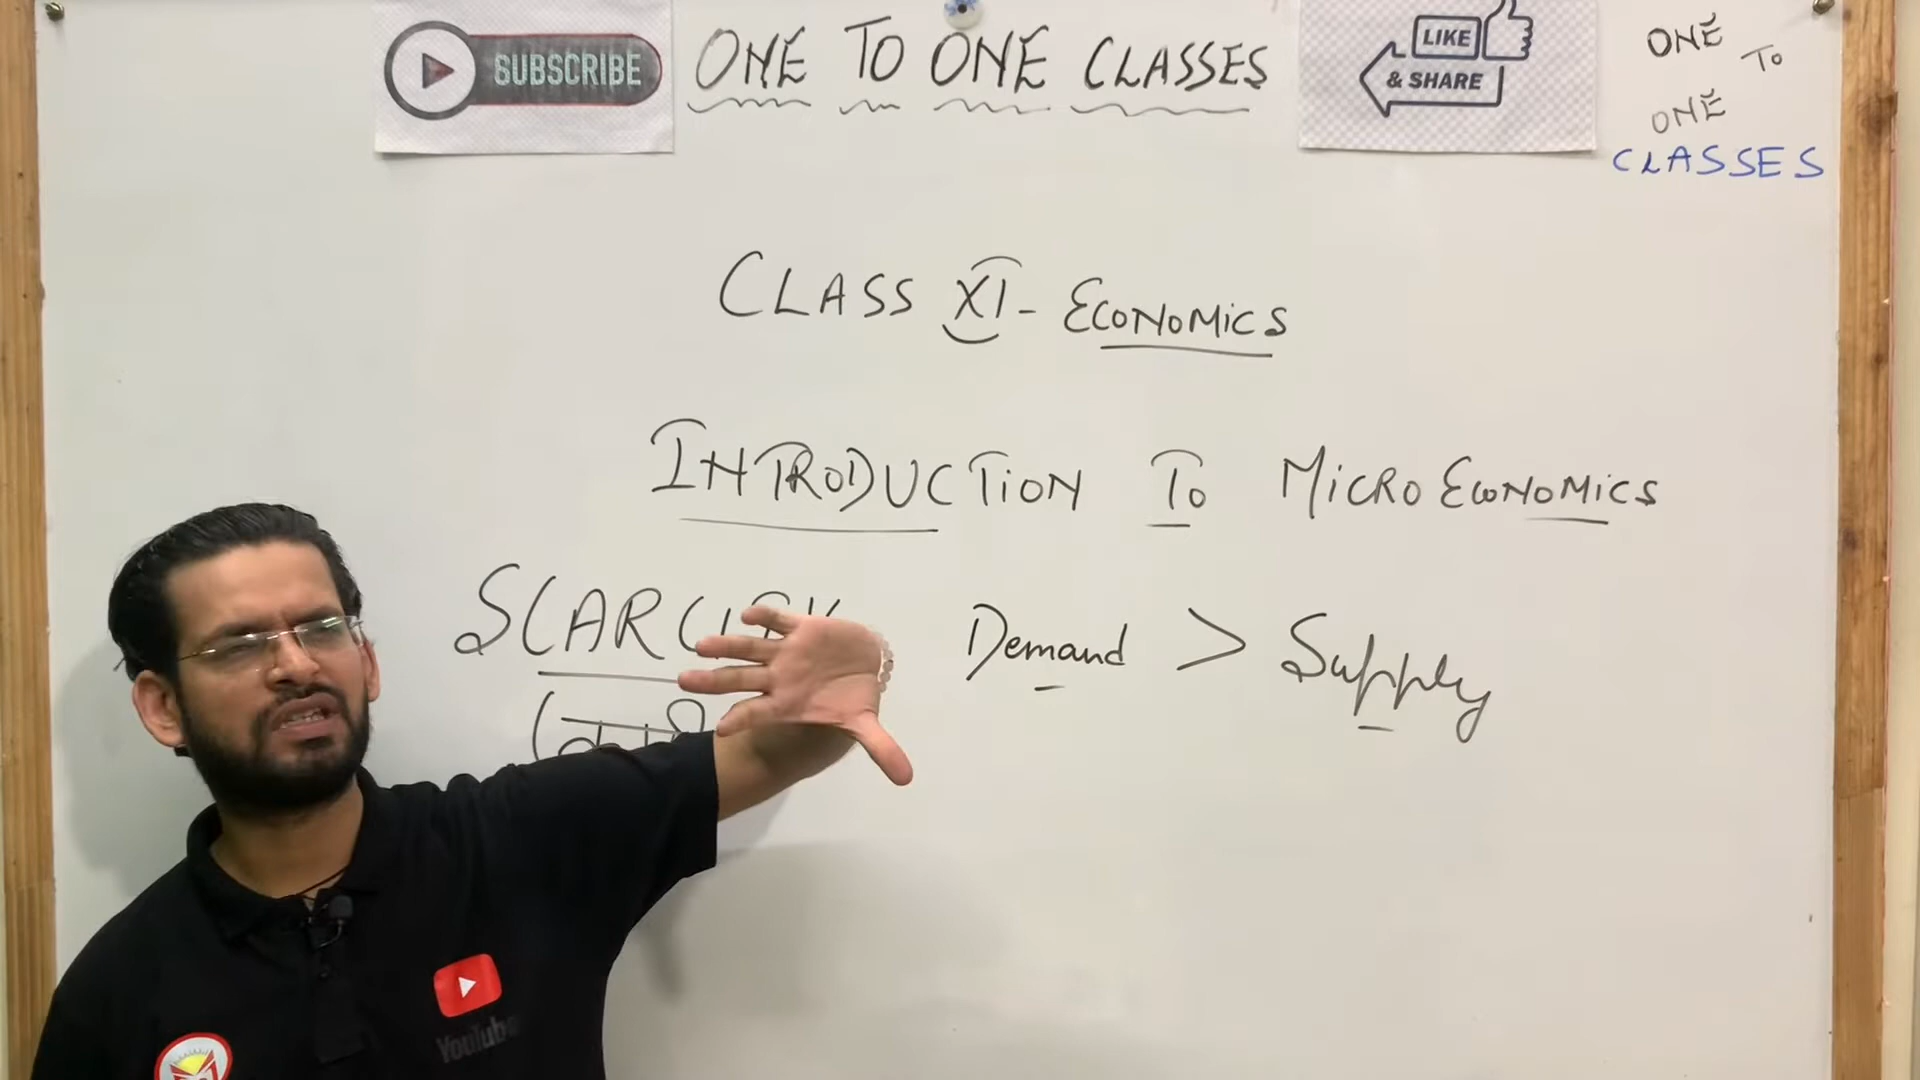 SUBSCRIBE
ONE TO ONE CLASSES
LIKE
& SHARE
ONE TO
ONE
CLASSES
CLASS XI - ECONOMICS
INTRODUCTION To MICRO ECONOMICS
Demand > Supply
YouTube